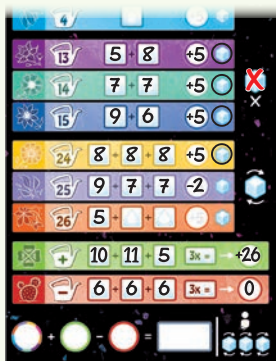 4
13 5 + 8 +5
14 7 + 7 +5 X
15 9 + 6 +5 ×
24 8 + 8 + 8 +5
25 9 + 7 + 7 -2
26 5 + +
+ 10 + 11 + 5 3x = → +26
- 6 + 6 + 6 3x = → 0
+ - =